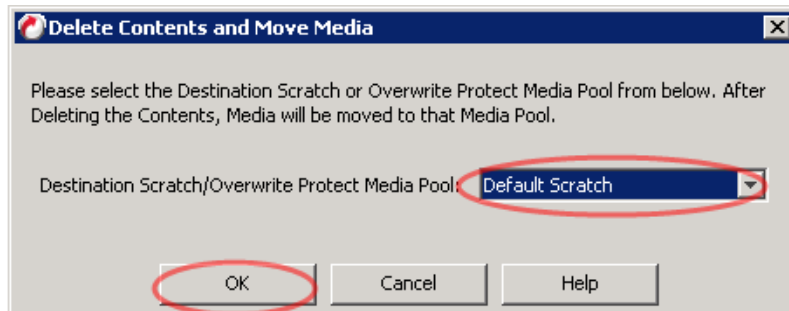 Delete Contents and Move Media
Please select the Destination Scratch or Overwrite Protect Media Pool from below. After
Deleting the Contents, Media will be moved to that Media Pool.
Destination Scratch/Overwrite Protect Media Pool: Default Scratch
OK Cancel Help